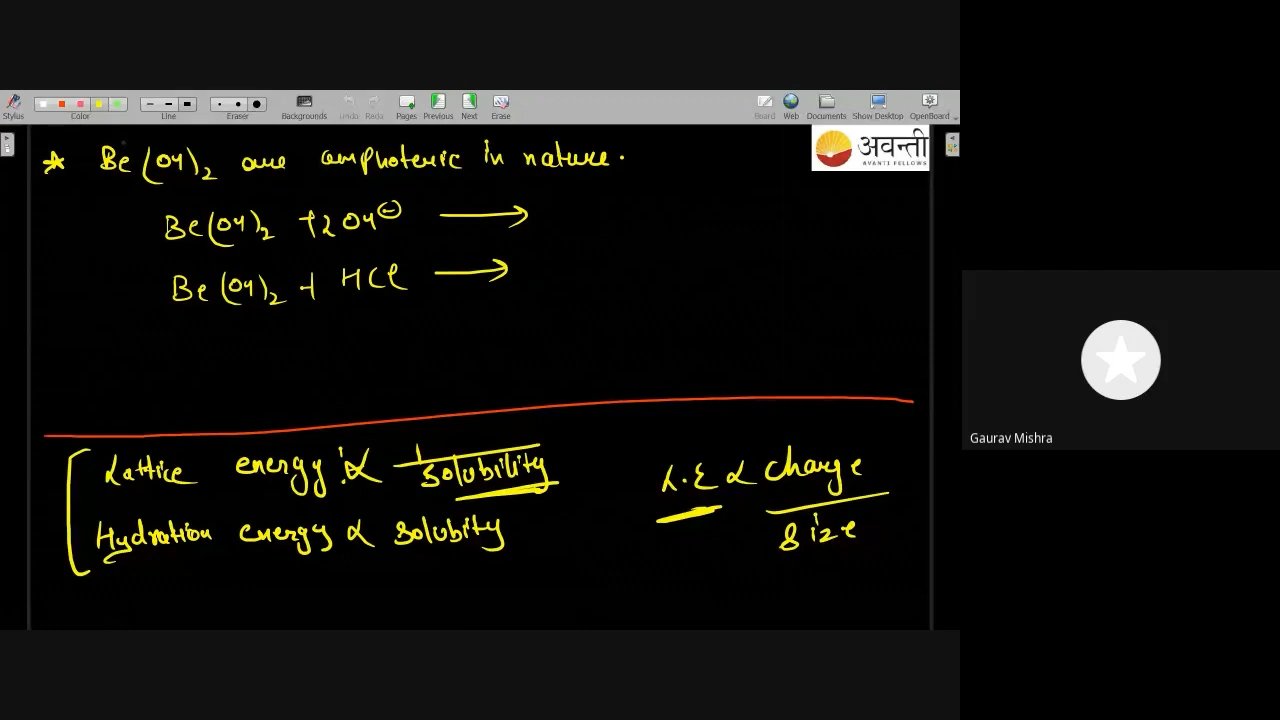 Stylus
Color
Line
Eraser
Backgrounds
Undo
Redo
Pages
Previous
Next
Erase
Board
Web
Documents
Show Desktop
OpenBoard
अवन्ती
AVANTI FELLOWS
* Be(OH)2 are amphoteric in nature.
Be(OH)2 + 2OH⊖ →
Be(OH)2 + HCl →
Lattice energy ∝ 1/solubility
L.E ∝ charge/size
Hydration energy ∝ solubity
Gaurav Mishra